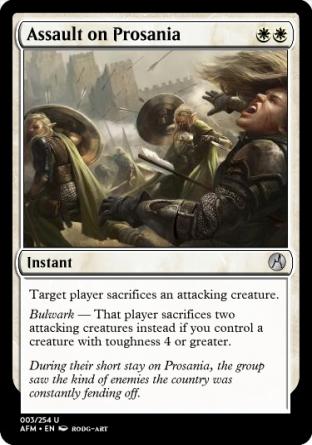 Assault on Prosania
Instant
Target player sacrifices an attacking creature.
Bulwark — That player sacrifices two
attacking creatures instead if you control a
creature with toughness 4 or greater.
During their short stay on Prosania, the group
saw the kind of enemies the country was
constantly fending off.
003/254 U
AFM • EN RODG-ART